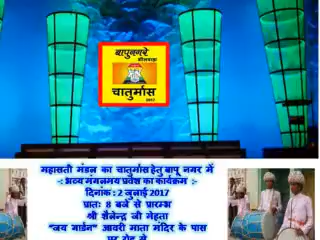 बापूनगरे
भीलवाड़ा
चातुर्मास
2017
महासती मंडल का चातुर्मास हेतु बापू नगर में
-: भव्य मंगलमय प्रवेश का कार्यक्रम :-
दिनांक : 2 जुलाई 2017
प्रातः 8 बजे से प्रारम्भ
श्री शैलेन्द्र जी मेहता
"जय गार्डन" आवरी माता मंदिर के पास
पुर रोड से